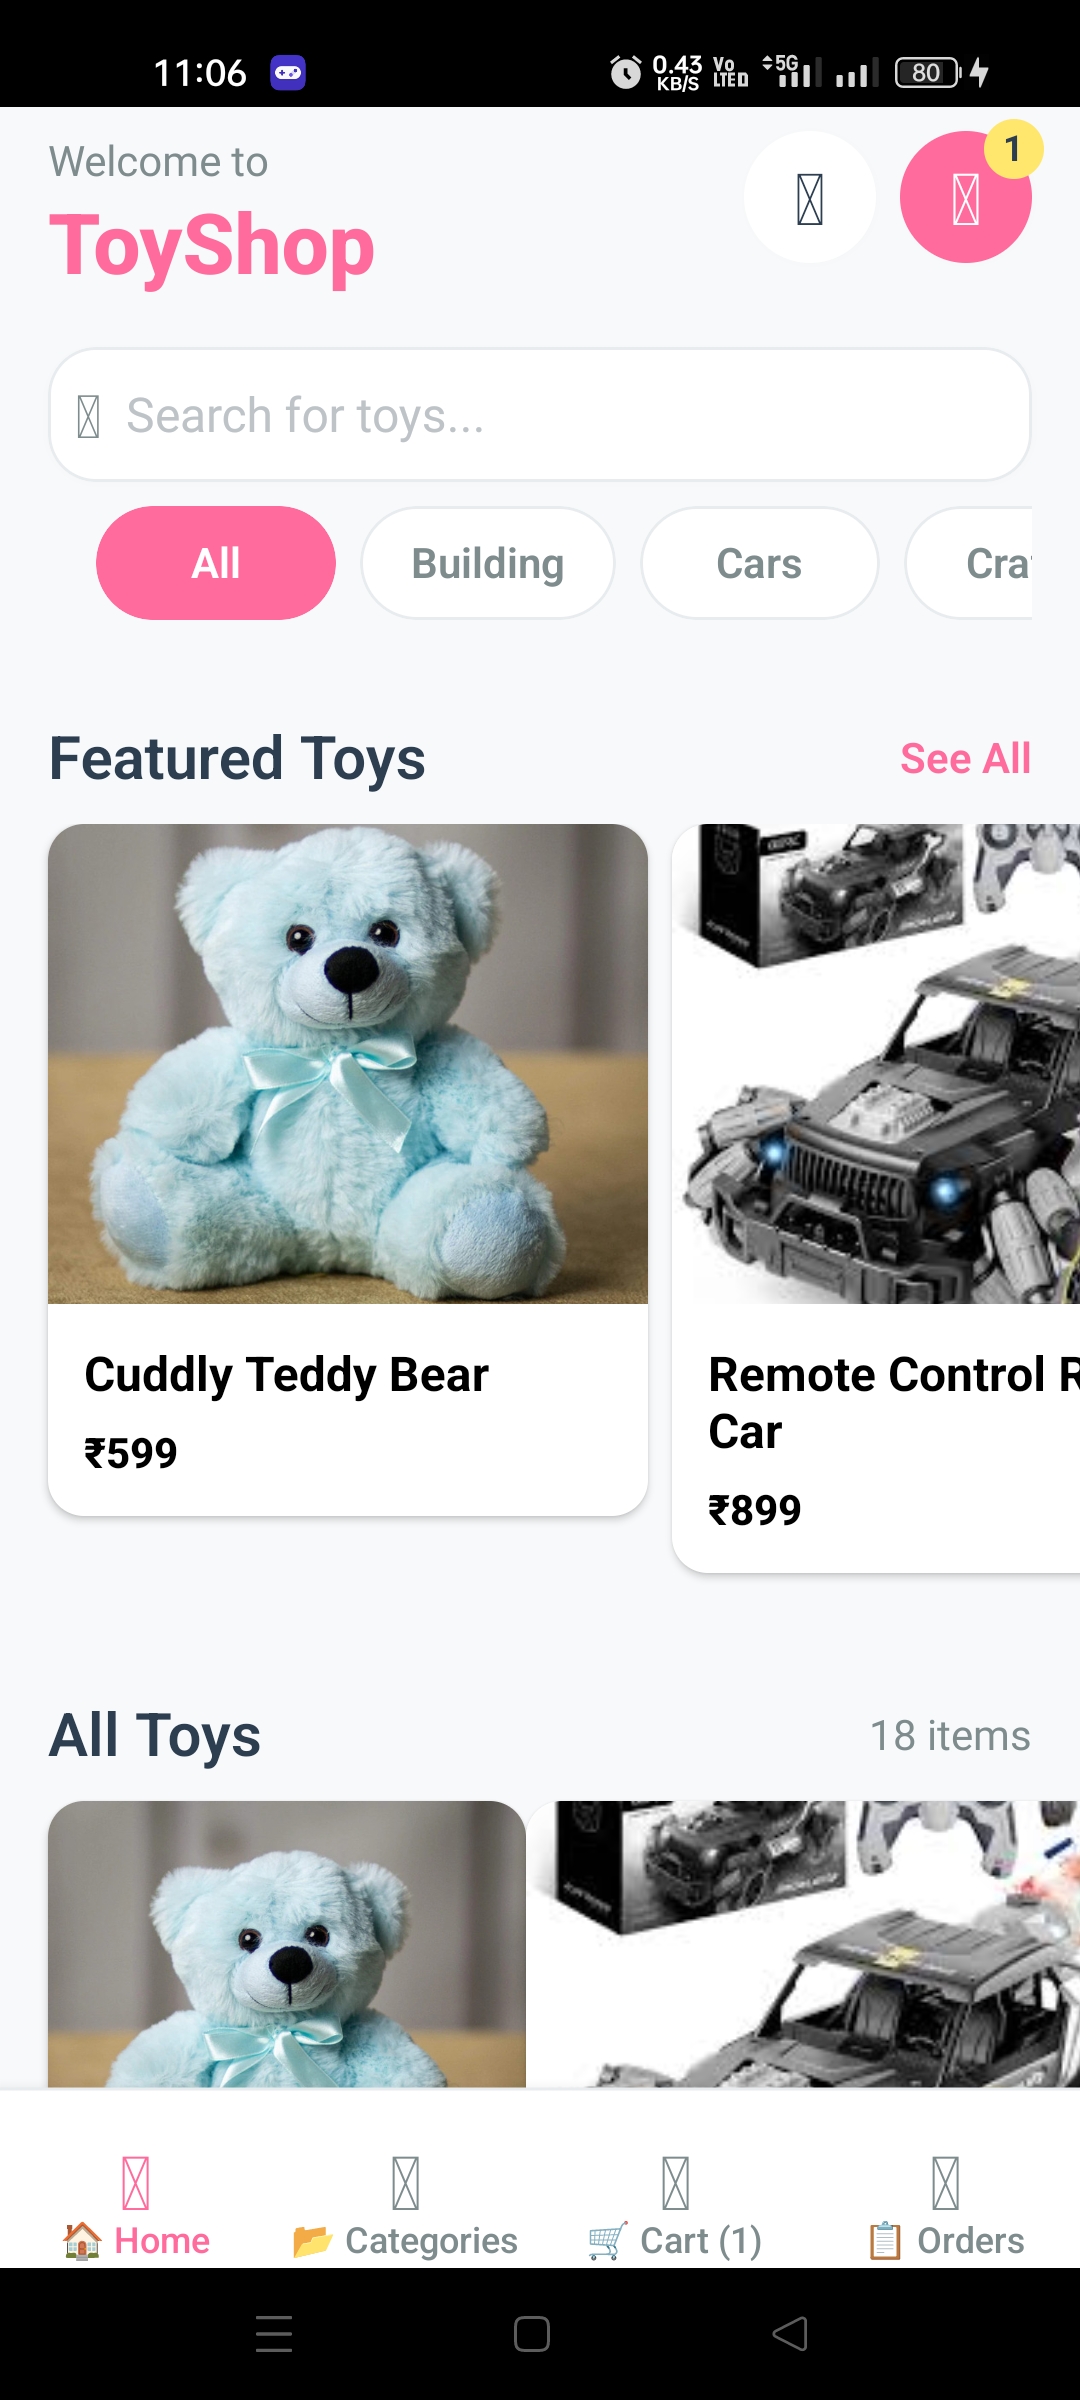 11:06
0.43 KB/S
Vo LTE D
5G
80
Welcome to
1
ToyShop
Search for toys...
All
Building
Cars
Cra
Featured Toys
See All
Cuddly Teddy Bear
₹599
Remote Control R
Car
₹899
All Toys
18 items
Home
Categories
Cart (1)
Orders